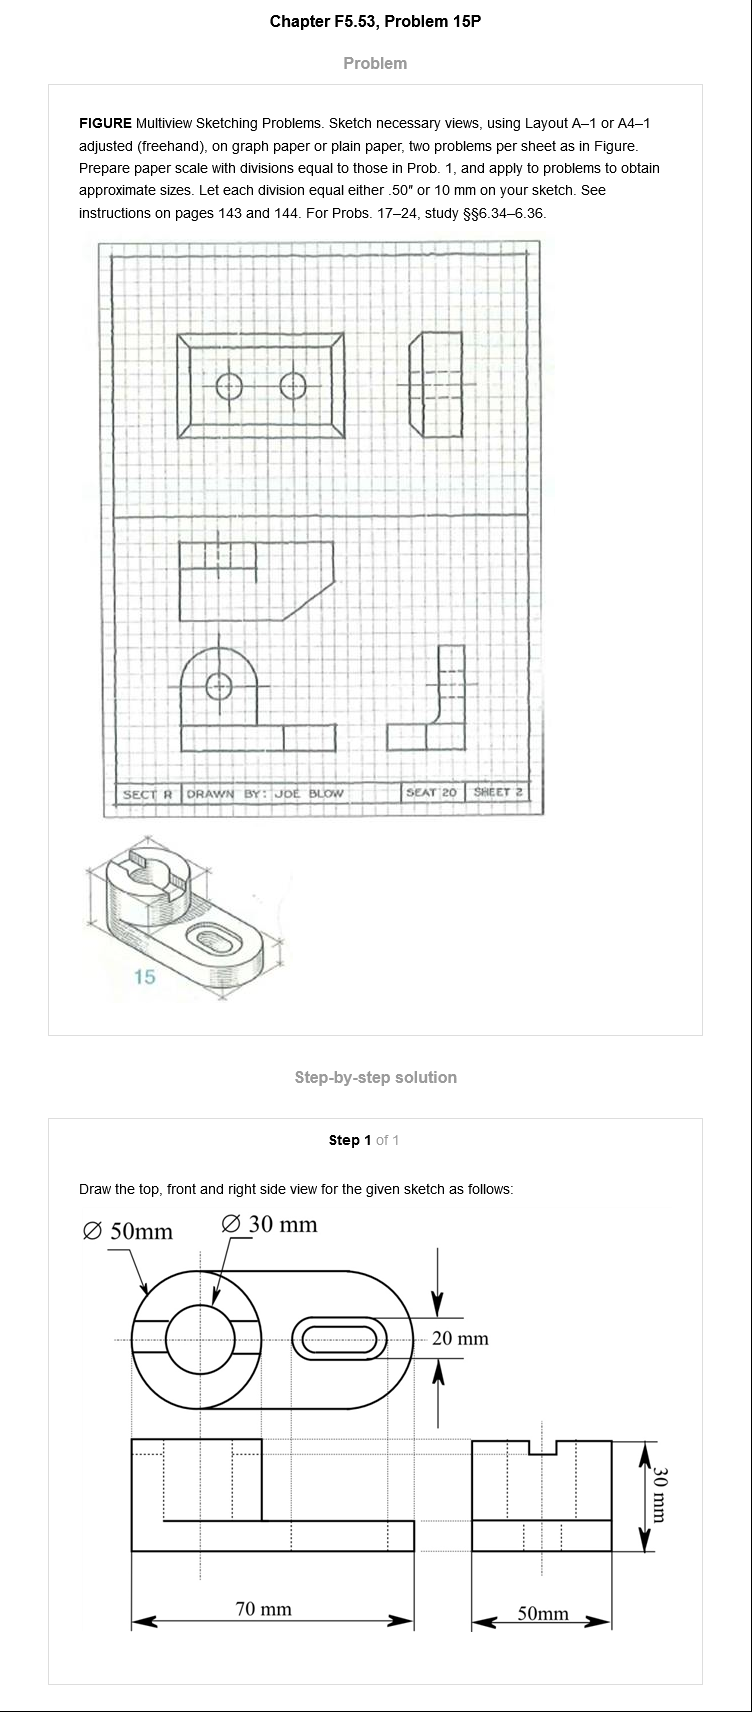 Chapter F5.53, Problem 15P
Problem
FIGURE Multiview Sketching Problems. Sketch necessary views, using Layout A–1 or A4–1
adjusted (freehand), on graph paper or plain paper, two problems per sheet as in Figure.
Prepare paper scale with divisions equal to those in Prob. 1, and apply to problems to obtain
approximate sizes. Let each division equal either .50″ or 10 mm on your sketch. See
instructions on pages 143 and 144. For Probs. 17–24, study §§6.34–6.36.
SECT R DRAWN BY: JOE BLOW SEAT 20 SHEET 2
15
Step-by-step solution
Step 1 of 1
Draw the top, front and right side view for the given sketch as follows:
∅ 50mm ∅ 30 mm
20 mm
30 mm
70 mm 50mm